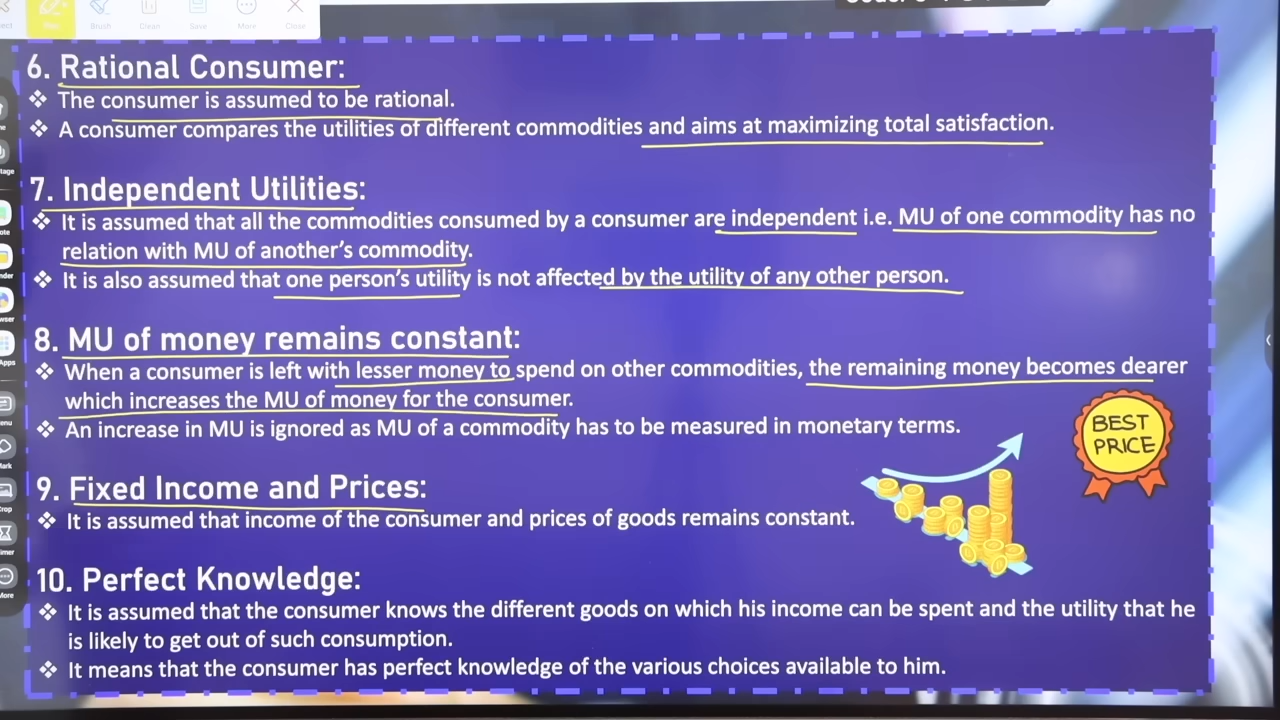 Brush
Clean
Save
More
Close
6. Rational Consumer:
❖ The consumer is assumed to be rational.
❖ A consumer compares the utilities of different commodities and aims at maximizing total satisfaction.
7. Independent Utilities:
❖ It is assumed that all the commodities consumed by a consumer are independent i.e. MU of one commodity has no
relation with MU of another's commodity.
❖ It is also assumed that one person's utility is not affected by the utility of any other person.
8. MU of money remains constant:
❖ When a consumer is left with lesser money to spend on other commodities, the remaining money becomes dearer
which increases the MU of money for the consumer.
❖ An increase in MU is ignored as MU of a commodity has to be measured in monetary terms.
BEST
PRICE
9. Fixed Income and Prices:
❖ It is assumed that income of the consumer and prices of goods remains constant.
10. Perfect Knowledge:
❖ It is assumed that the consumer knows the different goods on which his income can be spent and the utility that he
is likely to get out of such consumption.
❖ It means that the consumer has perfect knowledge of the various choices available to him.
Apps
More